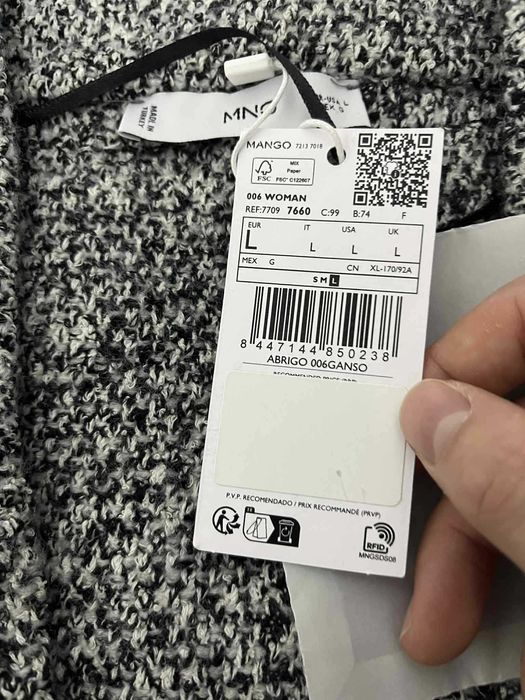 MADE IN
TURKEY
MNG
USA L
MANGO 7213 7018
MIX
Paper
FSC
FSC® C122607
006 WOMAN
REF:7709 7660 C:99 B:74 F
EUR IT USA UK
L L L L
MEX G CN XL-170/92A
S M L
8 447144 850238
ABRIGO 006GANSO
P.V.P. RECOMENDADO / PRIX RECOMMANDÉ (PRVP)
RFID
MNGSDS08